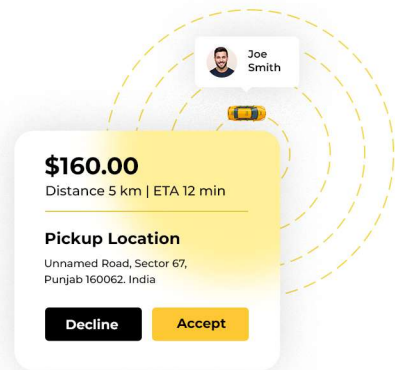 Joe
Smith
$160.00
Distance 5 km | ETA 12 min
Pickup Location
Unnamed Road, Sector 67,
Punjab 160062. India
Decline
Accept